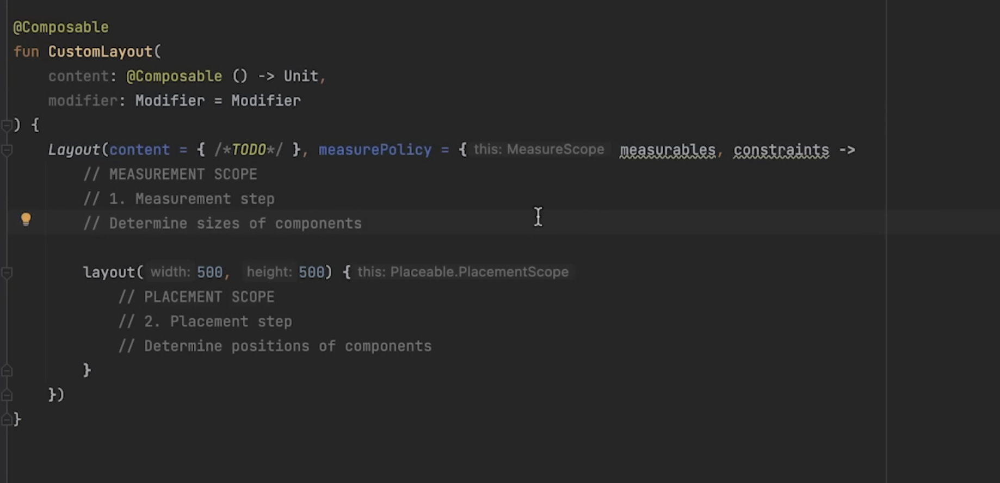 @Composable
fun CustomLayout(
content: @Composable () -> Unit,
modifier: Modifier = Modifier
) {
Layout(content = { /*TODO*/ }, measurePolicy = { this: MeasureScope measurables, constraints ->
// MEASUREMENT SCOPE
// 1. Measurement step
// Determine sizes of components
layout( width: 500, height: 500) { this: Placeable.PlacementScope
// PLACEMENT SCOPE
// 2. Placement step
// Determine positions of components
}
})
}